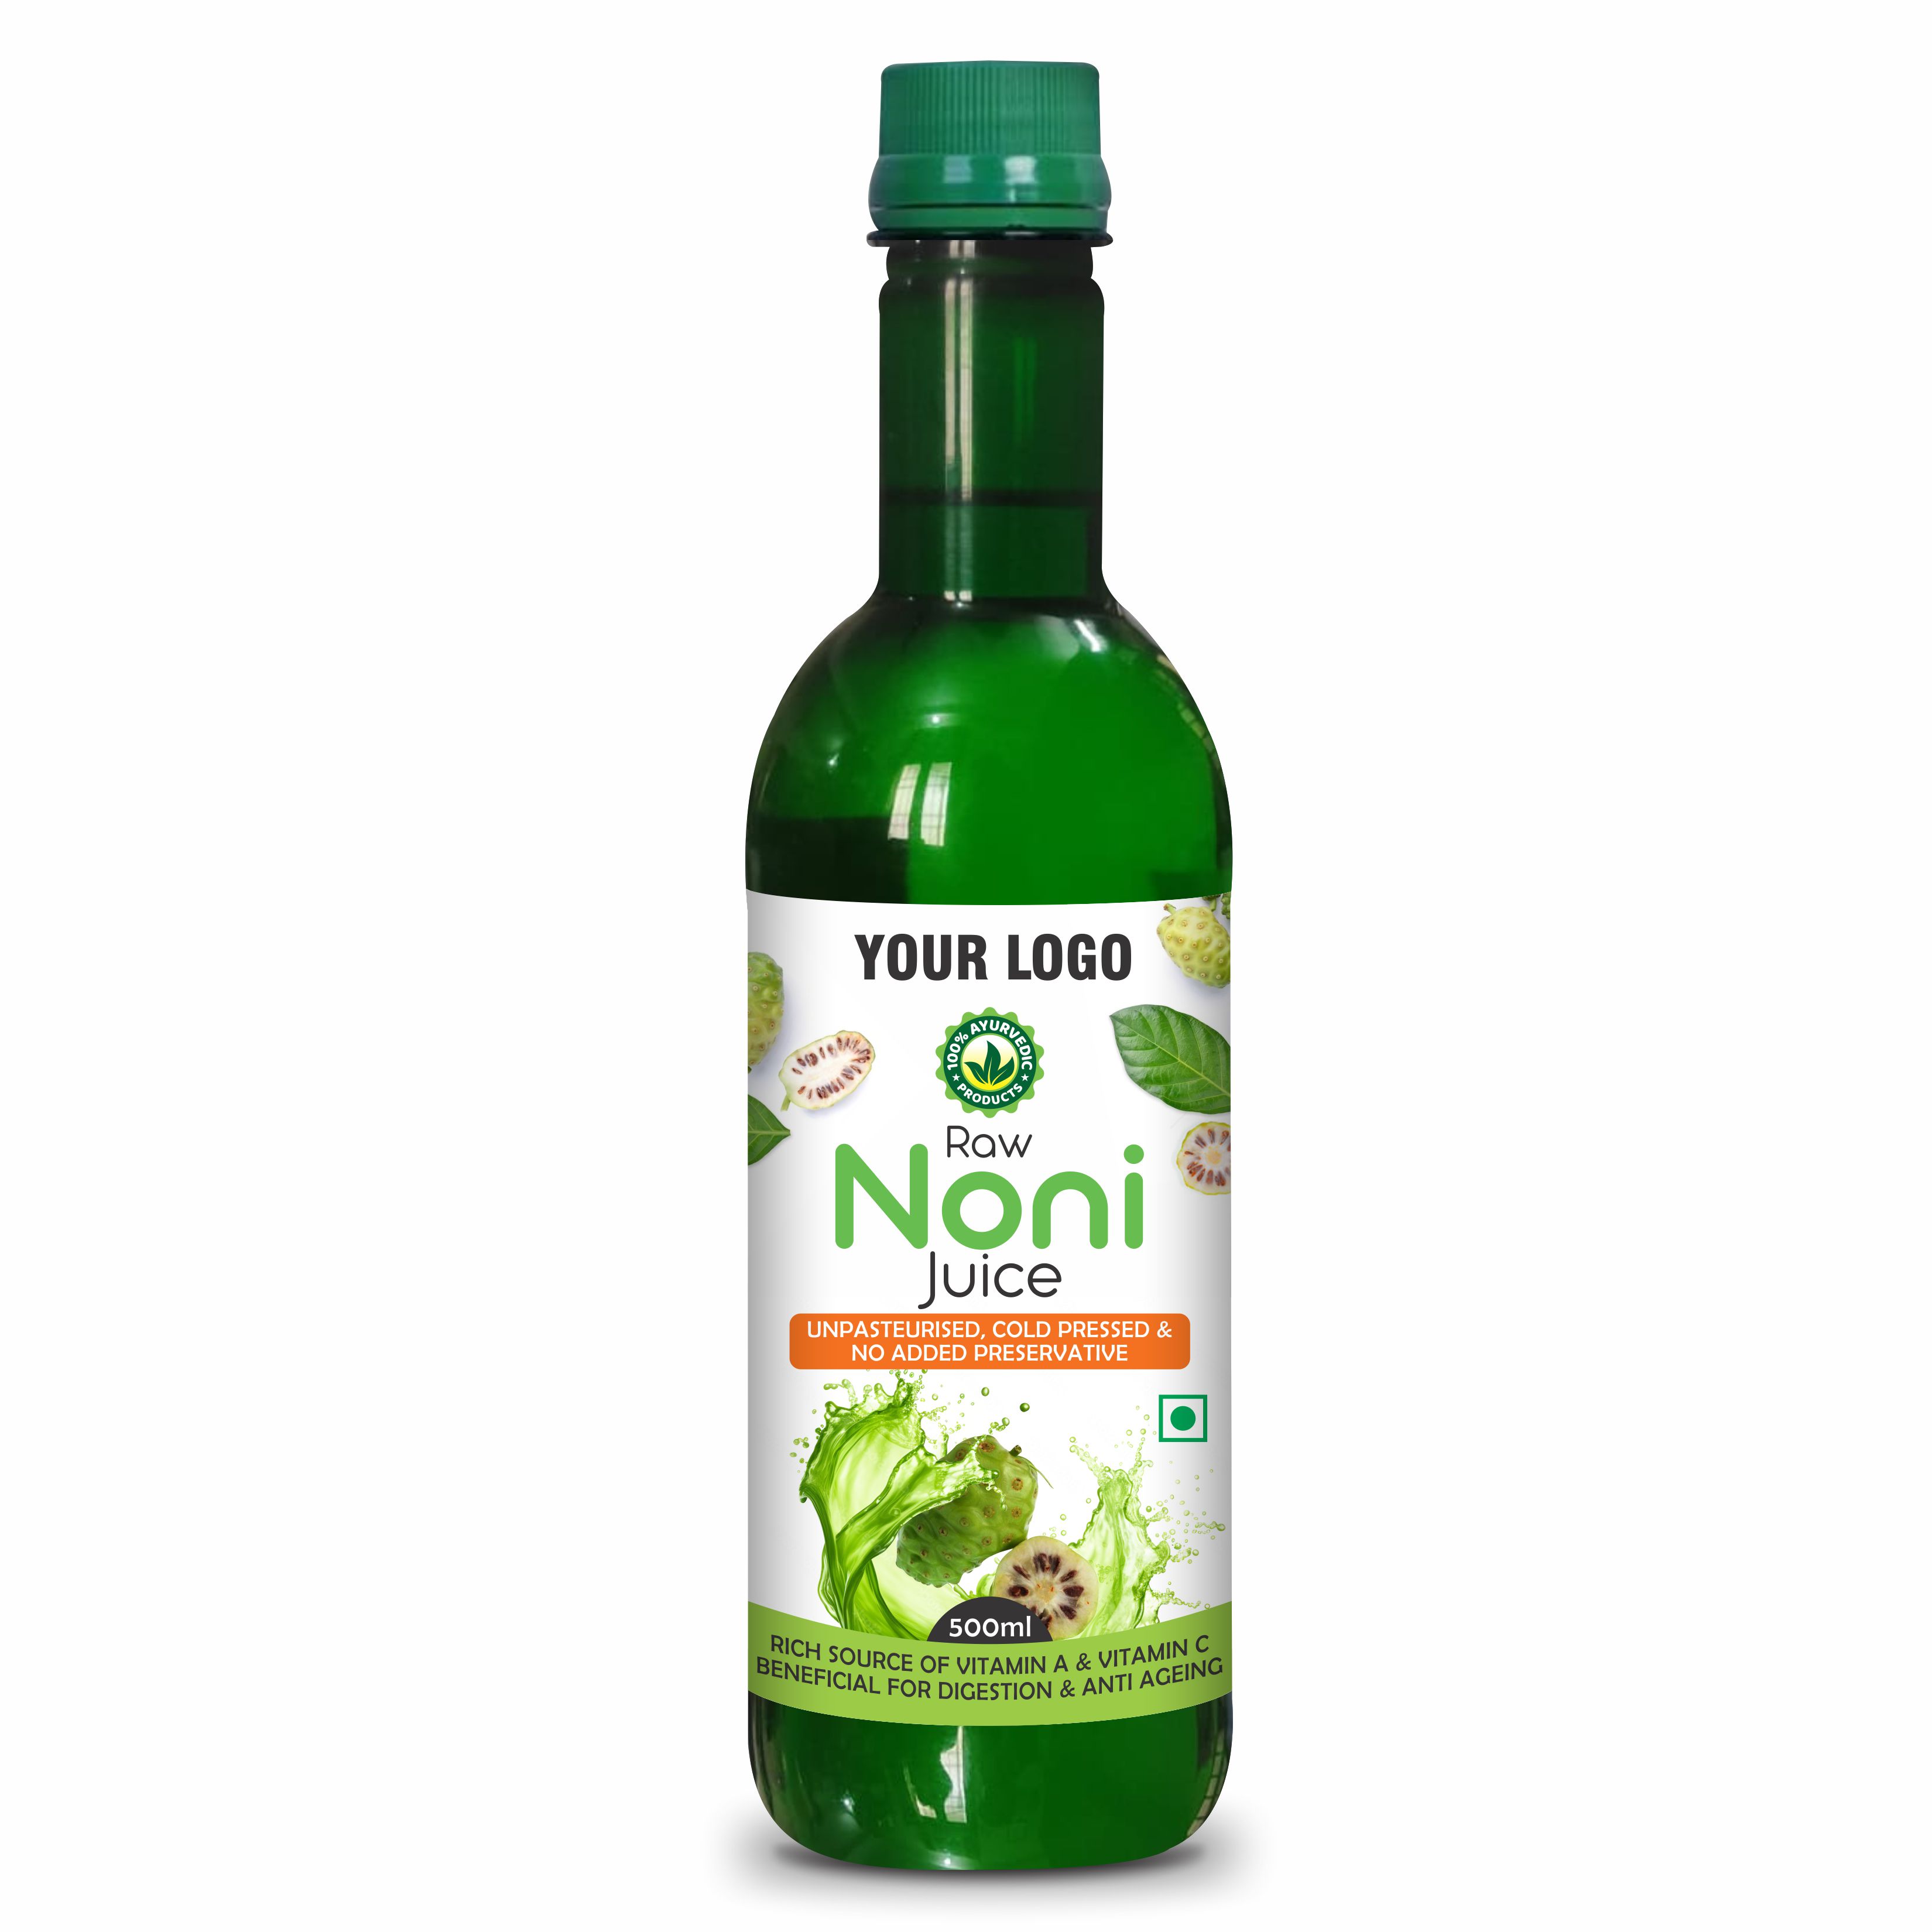 YOUR LOGO
100% AYURVEDIC
PRODUCTS
Raw
Noni
Juice
UNPASTEURISED, COLD PRESSED &
NO ADDED PRESERVATIVE
500ml
RICH SOURCE OF VITAMIN A & VITAMIN C
BENEFICIAL FOR DIGESTION & ANTI AGEING